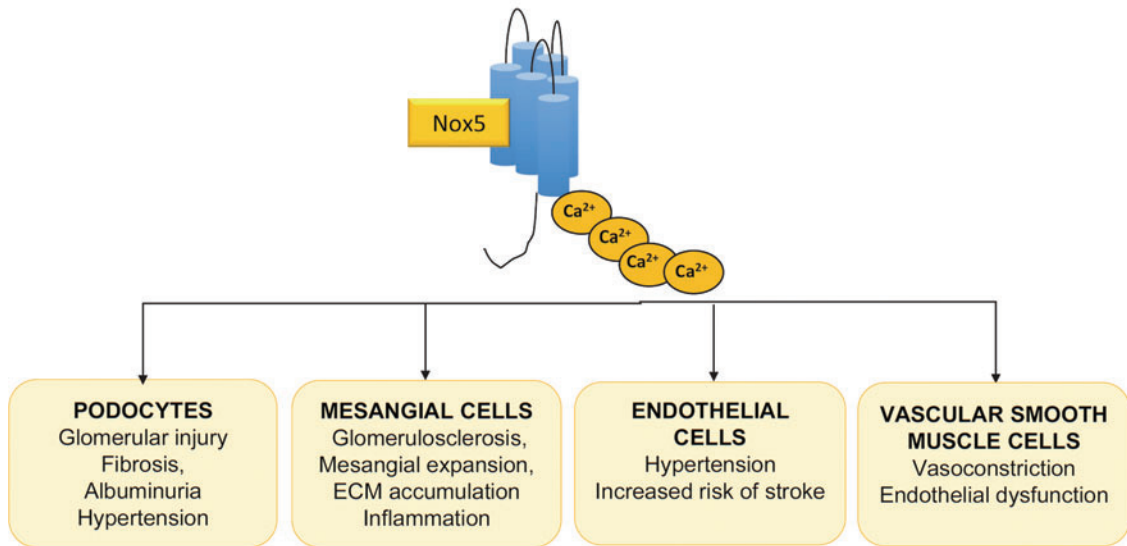 Nox5
Ca²⁺
Ca²⁺
Ca²⁺
Ca²⁺
PODOCYTES
Glomerular injury
Fibrosis,
Albuminuria
Hypertension
MESANGIAL CELLS
Glomerulosclerosis,
Mesangial expansion,
ECM accumulation
Inflammation
ENDOTHELIAL
CELLS
Hypertension
Increased risk of stroke
VASCULAR SMOOTH
MUSCLE CELLS
Vasoconstriction
Endothelial dysfunction